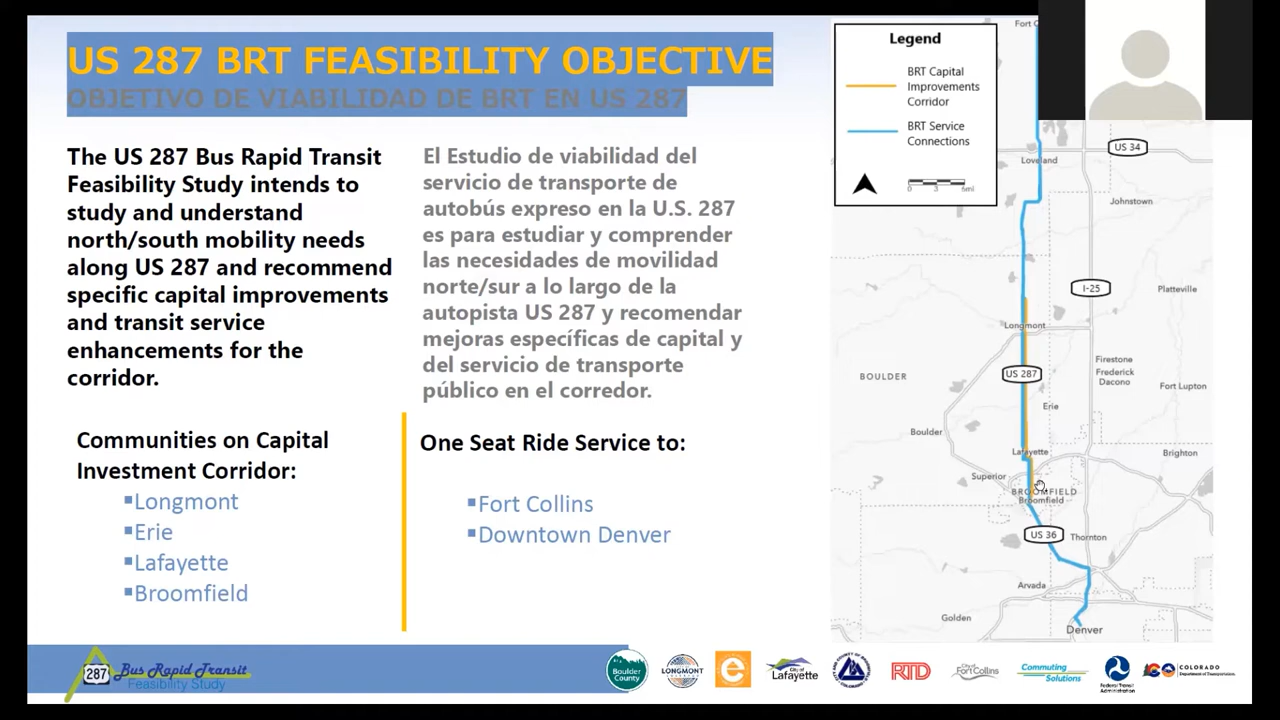 US 287 BRT FEASIBILITY OBJECTIVE
OBJETIVO DE VIABILIDAD DE BRT EN US 287
The US 287 Bus Rapid Transit
Feasibility Study intends to
study and understand
north/south mobility needs
along US 287 and recommend
specific capital improvements
and transit service
enhancements for the
corridor.
El Estudio de viabilidad del
servicio de transporte de
autobús expreso en la U.S. 287
es para estudiar y comprender
las necesidades de movilidad
norte/sur a lo largo de la
autopista US 287 y recomendar
mejoras específicas de capital y
del servicio de transporte
público en el corredor.
Communities on Capital
Investment Corridor:
Longmont
Erie
Lafayette
Broomfield
One Seat Ride Service to:
Fort Collins
Downtown Denver
Legend
BRT Capital
Improvements
Corridor
BRT Service
Connections
0 3 6mi
Fort C
US 34
Loveland
Johnstown
I-25
Platteville
Longmont
Firestone
Frederick
Dacono
US 287
BOULDER
Fort Lupton
Erie
Boulder
Lafayette
Brighton
Superior
BROOMFIELD
Broomfield
US 36
Thornton
Arvada
Golden
Denver
287
Bus Rapid Transit
Feasibility Study
Boulder
County
LONGMONT
e
City of
Lafayette
RTD
City of
Fort Collins
Commuting
Solutions
Federal Transit
Administration
COLORADO
Department of Transportation